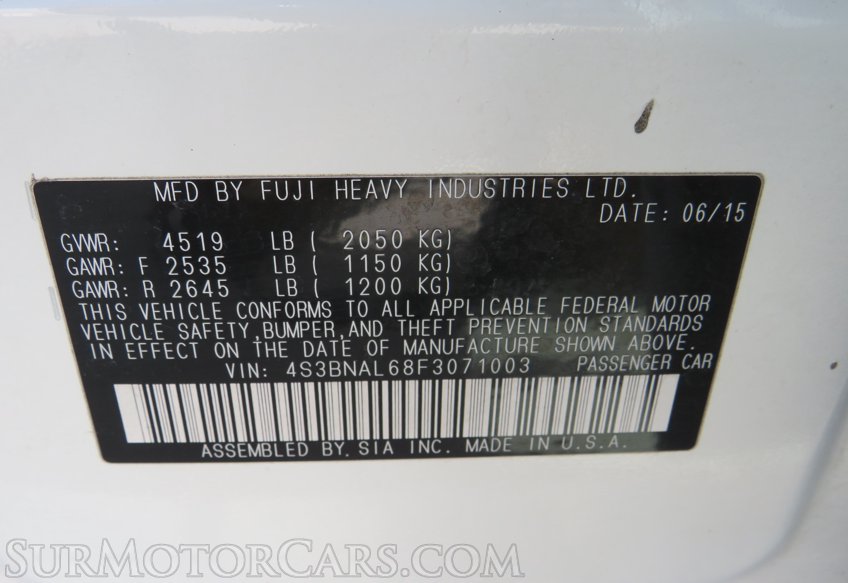 MFD BY FUJI HEAVY INDUSTRIES LTD.
DATE: 06/15
GVWR: 4519 LB ( 2050 KG)
GAWR: F 2535 LB ( 1150 KG)
GAWR: R 2645 LB ( 1200 KG)
THIS VEHICLE CONFORMS TO ALL APPLICABLE FEDERAL MOTOR
VEHICLE SAFETY, BUMPER, AND THEFT PREVENTION STANDARDS
IN EFFECT ON THE DATE OF MANUFACTURE SHOWN ABOVE.
VIN: 4S3BNAL68F3071003 PASSENGER CAR
ASSEMBLED BY. SIA INC. MADE IN U.S.A.
SURMOTORCARS.COM